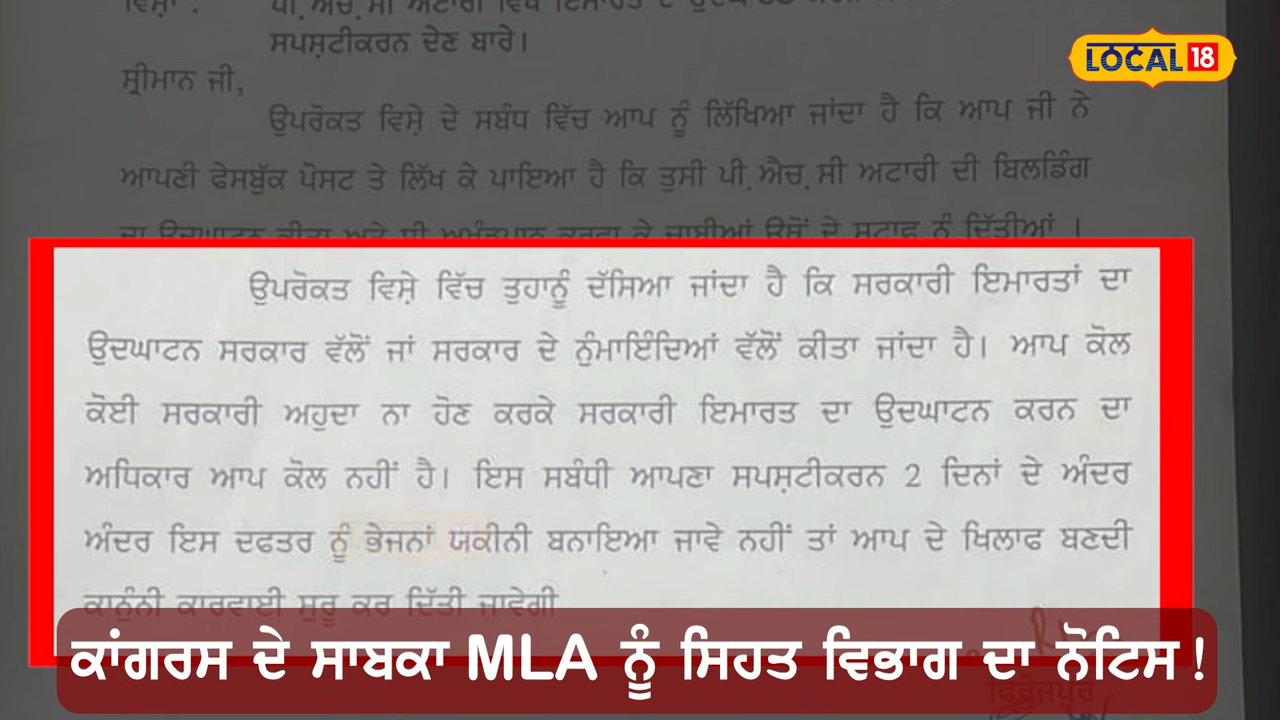 ਵਿਸ਼ਾ :
ਸਪਸ਼ਟੀਕਰਨ ਦੇਣ ਬਾਰੇ।
LOCAL 18
ਸ੍ਰੀਮਾਨ ਜੀ,
ਉਪਰੋਕਤ ਵਿਸ਼ੇ ਦੇ ਸਬੰਧ ਵਿੱਚ ਆਪ ਨੂੰ ਲਿੱਖਿਆ ਜਾਂਦਾ ਹੈ ਕਿ ਆਪ ਜੀ ਨੇ
ਆਪਣੀ ਫੇਸਬੁੱਕ ਪੋਸਟ ਤੇ ਲਿੱਖ ਕੇ ਪਾਇਆ ਹੈ ਕਿ ਤੁਸੀ ਪੀ.ਐਚ.ਸੀ ਅਟਾਰੀ ਦੀ ਬਿਲਡਿੰਗ
ਉਪਰੋਕਤ ਵਿਸ਼ੇ ਵਿੱਚ ਤੁਹਾਨੂੰ ਦੱਸਿਆ ਜਾਂਦਾ ਹੈ ਕਿ ਸਰਕਾਰੀ ਇਮਾਰਤਾਂ ਦਾ
ਉਦਘਾਟਨ ਸਰਕਾਰ ਵੱਲੋਂ ਜਾਂ ਸਰਕਾਰ ਦੇ ਨੁੰਮਾਇੰਦਿਆਂ ਵੱਲੋਂ ਕੀਤਾ ਜਾਂਦਾ ਹੈ। ਆਪ ਕੋਲ
ਕੋਈ ਸਰਕਾਰੀ ਅਹੁਦਾ ਨਾ ਹੋਣ ਕਰਕੇ ਸਰਕਾਰੀ ਇਮਾਰਤ ਦਾ ਉਦਘਾਟਨ ਕਰਨ ਦਾ
ਅਧਿਕਾਰ ਆਪ ਕੋਲ ਨਹੀਂ ਹੈ। ਇਸ ਸਬੰਧੀ ਆਪਣਾ ਸਪਸ਼ਟੀਕਰਨ 2 ਦਿਨਾਂ ਦੇ ਅੰਦਰ
ਅੰਦਰ ਇਸ ਦਫਤਰ ਨੂੰ ਭੇਜਨਾਂ ਯਕੀਨੀ ਬਨਾਇਆ ਜਾਵੇ ਨਹੀਂ ਤਾਂ ਆਪ ਦੇ ਖਿਲਾਫ ਬਣਦੀ
ਕਾਨੂੰਨੀ ਕਾਰਵਾਈ ਸੁਰੂ ਕਰ ਦਿੱਤੀ ਜਾਵੇਗੀ
ਕਾਂਗਰਸ ਦੇ ਸਾਬਕਾ MLA ਨੂੰ ਸਿਹਤ ਵਿਭਾਗ ਦਾ ਨੋਟਿਸ!
ਫਿਰੋਜਪੁਰ